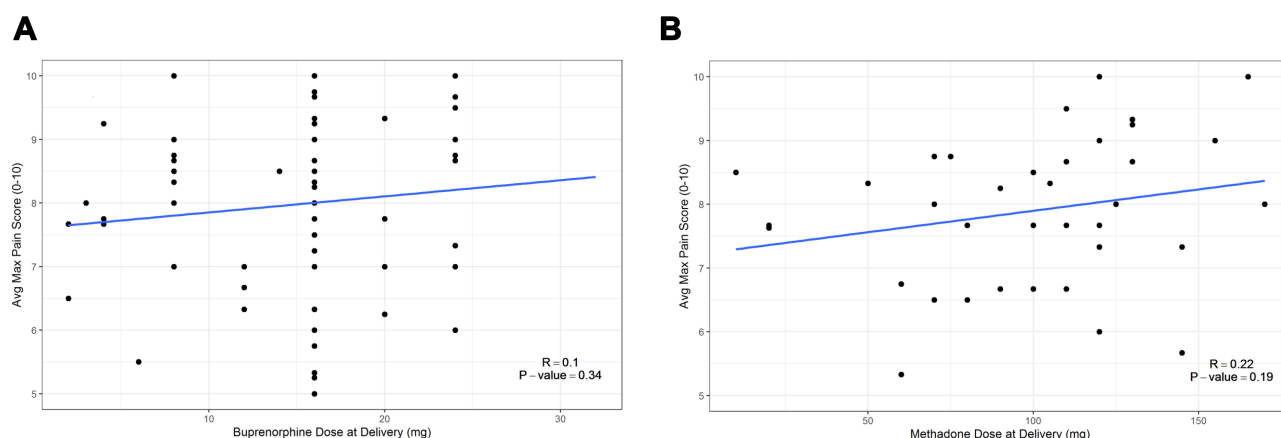 A
B
Avg Max Pain Score (0-10)
10
9
8
7
6
5
R = 0.1
P − value = 0.34
10
20
30
Buprenorphine Dose at Delivery (mg)
Avg Max Pain Score (0-10)
10
9
8
7
6
5
R = 0.22
P − value = 0.19
50
100
150
Methadone Dose at Delivery (mg)